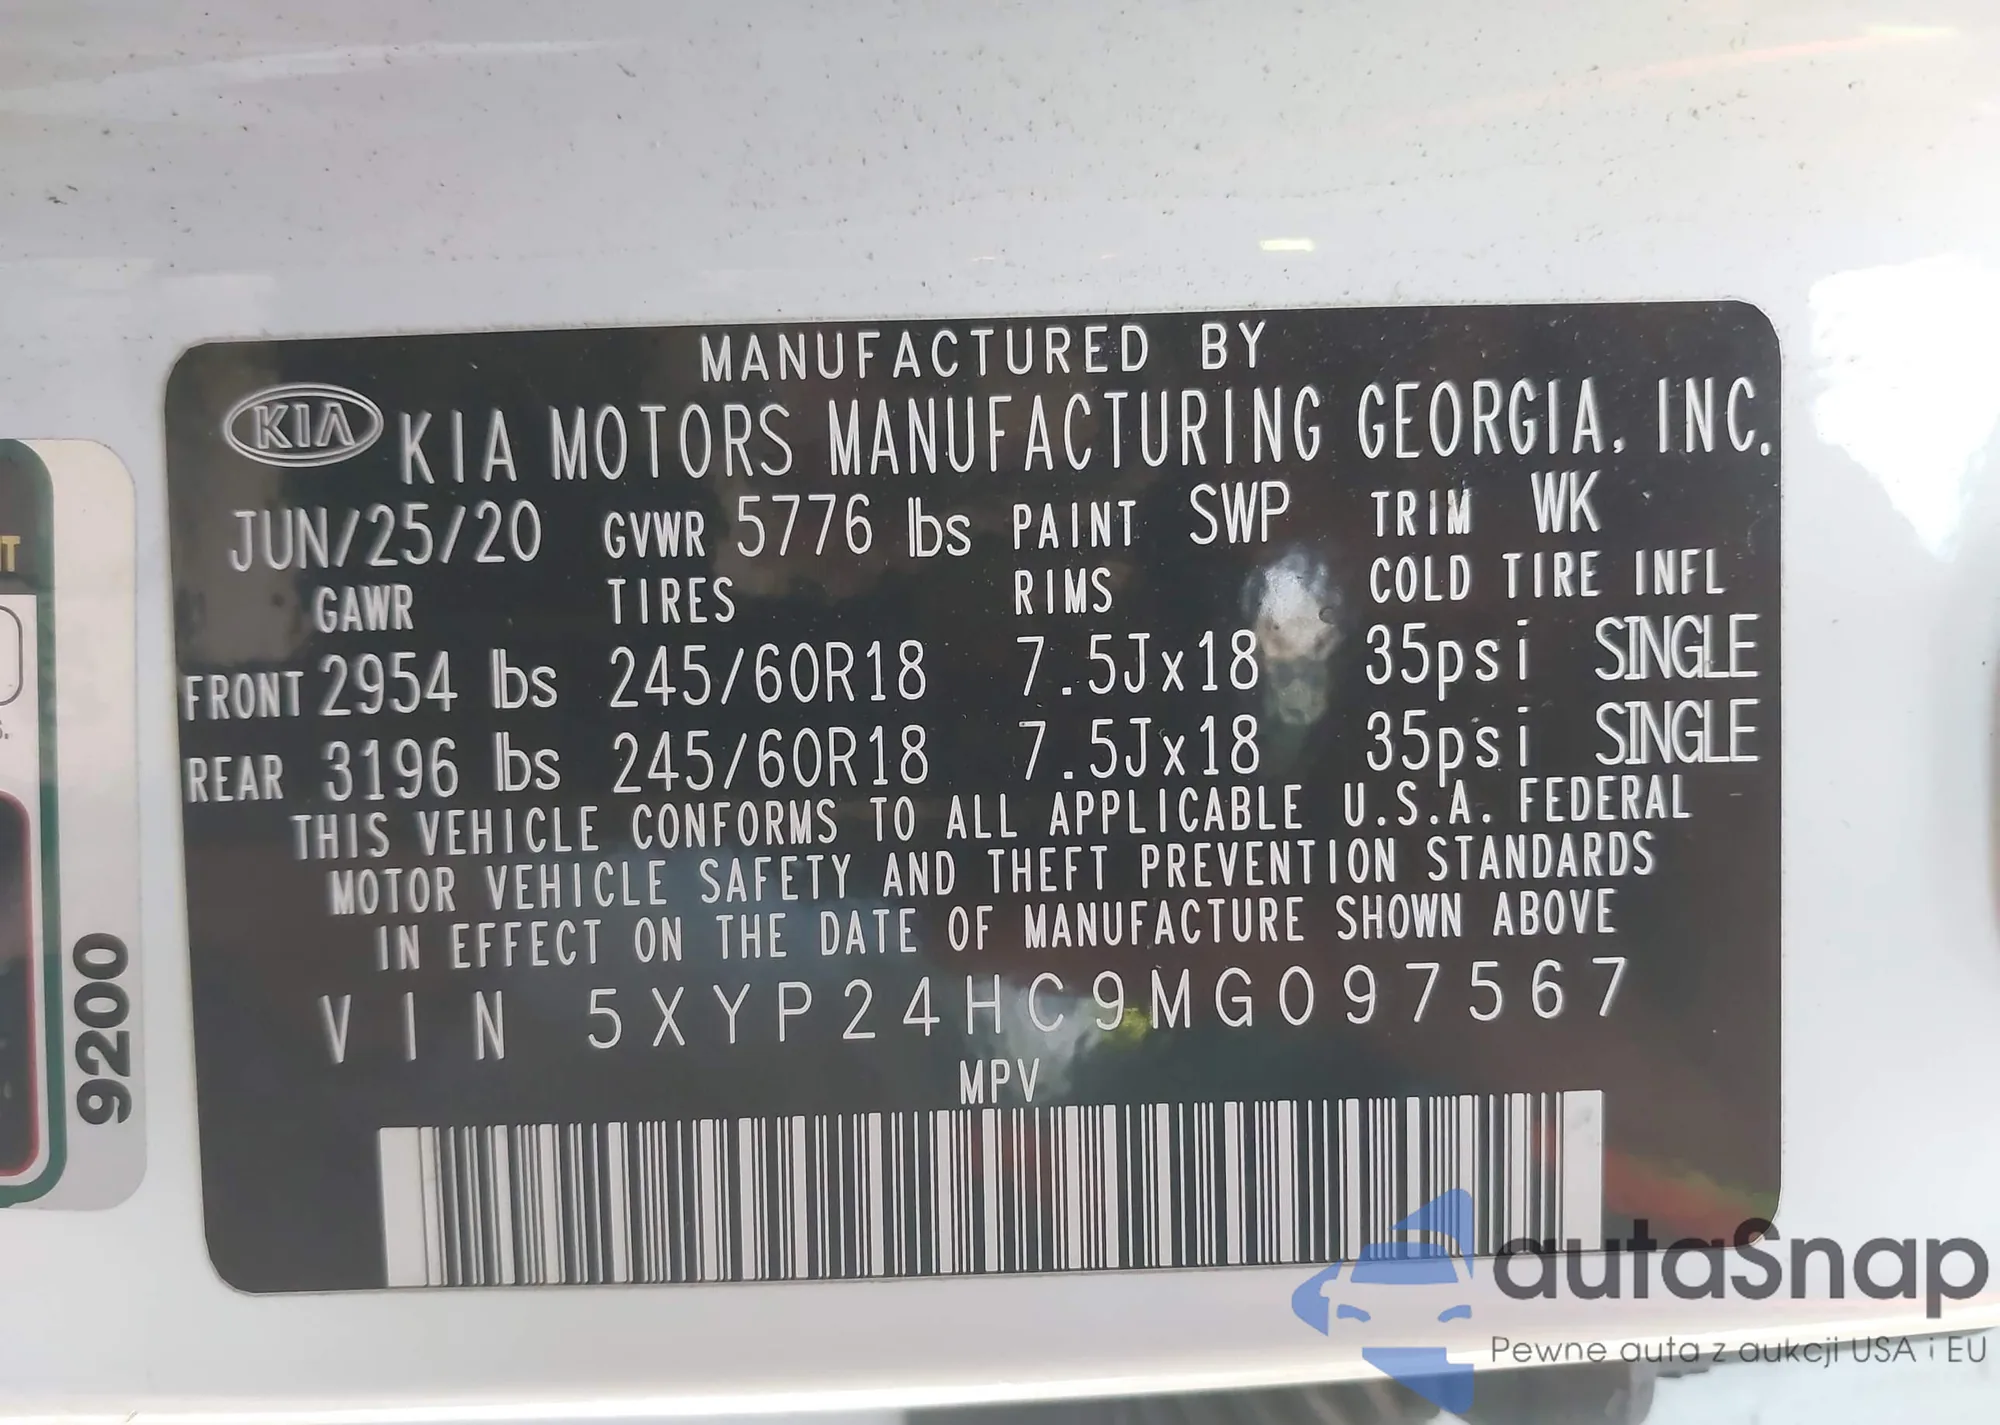 MANUFACTURED BY
KIA KIA MOTORS MANUFACTURING GEORGIA, INC.
JUN/25/20 GVWR 5776 lbs PAINT SWP TRIM WK
GAWR TIRES RIMS COLD TIRE INFL
FRONT 2954 lbs 245/60R18 7.5Jx18 35psi SINGLE
REAR 3196 lbs 245/60R18 7.5Jx18 35psi SINGLE
THIS VEHICLE CONFORMS TO ALL APPLICABLE U.S.A. FEDERAL
MOTOR VEHICLE SAFETY AND THEFT PREVENTION STANDARDS
IN EFFECT ON THE DATE OF MANUFACTURE SHOWN ABOVE
VIN 5XYP24HC9MG097567
MPV
9200
autaSnap
Pewne auta z aukcji USA i EU